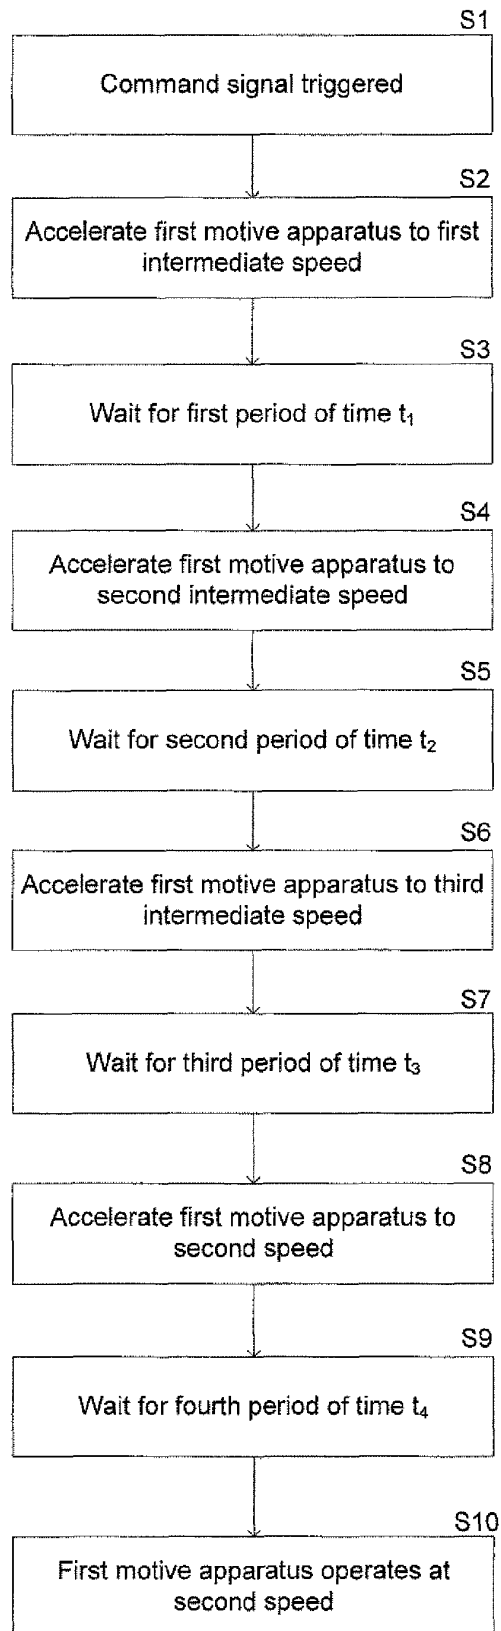 S1
Command signal triggered
S2
Accelerate first motive apparatus to first
intermediate speed
S3
Wait for first period of time t₁
S4
Accelerate first motive apparatus to
second intermediate speed
S5
Wait for second period of time t₂
S6
Accelerate first motive apparatus to third
intermediate speed
S7
Wait for third period of time t₃
S8
Accelerate first motive apparatus to
second speed
S9
Wait for fourth period of time t₄
S10
First motive apparatus operates at
second speed